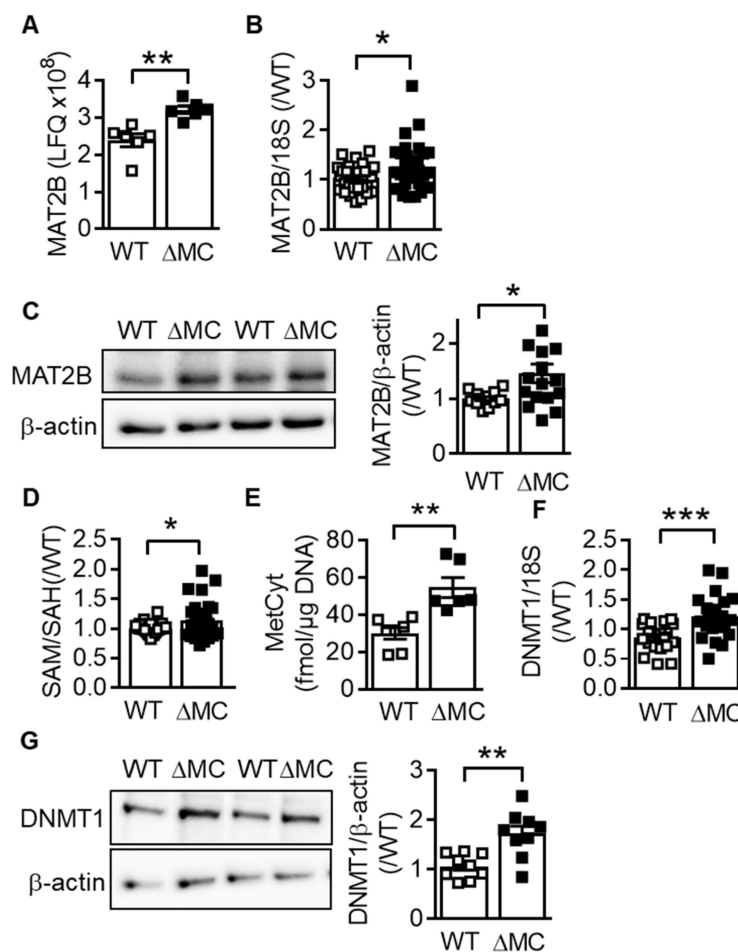 A
**
MAT2B (LFQ x10⁸)
4
3
2
1
0
WT ΔMC
B
*
MAT2B/18S (/WT)
3
2
1
0
WT ΔMC
C
WT ΔMC WT ΔMC
MAT2B
β-actin
*
MAT2B/β-actin
(/WT)
2
1
0
WT ΔMC
D
*
SAM/SAH(/WT)
2.5
2.0
1.5
1.0
0.5
0.0
WT ΔMC
E
**
MetCyt
(fmol/µg DNA)
80
60
40
20
0
WT ΔMC
F
***
DNMT1/18S
(/WT)
2.5
2.0
1.5
1.0
0.5
0.0
WT ΔMC
G
WT ΔMC WT ΔMC
DNMT1
β-actin
**
DNMT1/β-actin
(/WT)
3
2
1
0
WT ΔMC